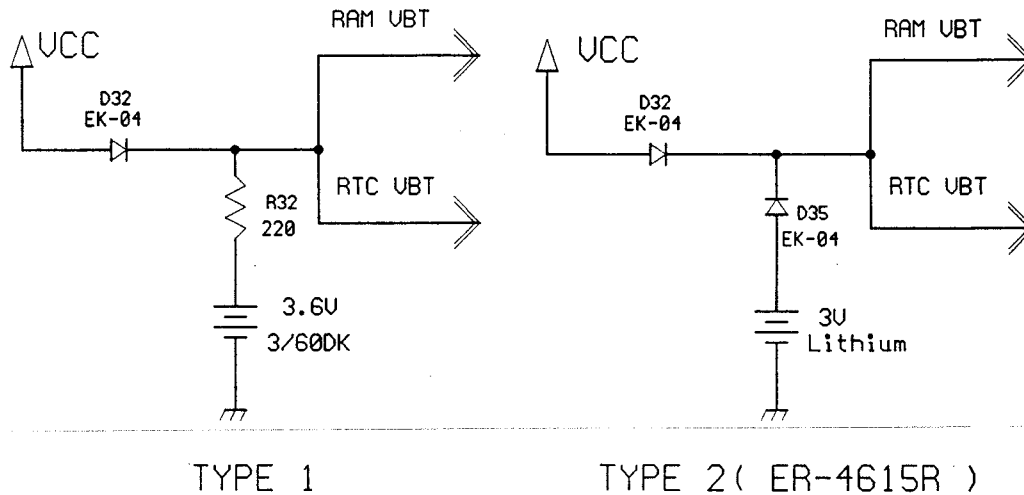 RAM VBT
VCC
D32
EK-04
RTC VBT
R32
220
3.6V
3/60DK
TYPE 1
RAM VBT
VCC
D32
EK-04
RTC VBT
D35
EK-04
3V
Lithium
TYPE 2( ER-4615R )